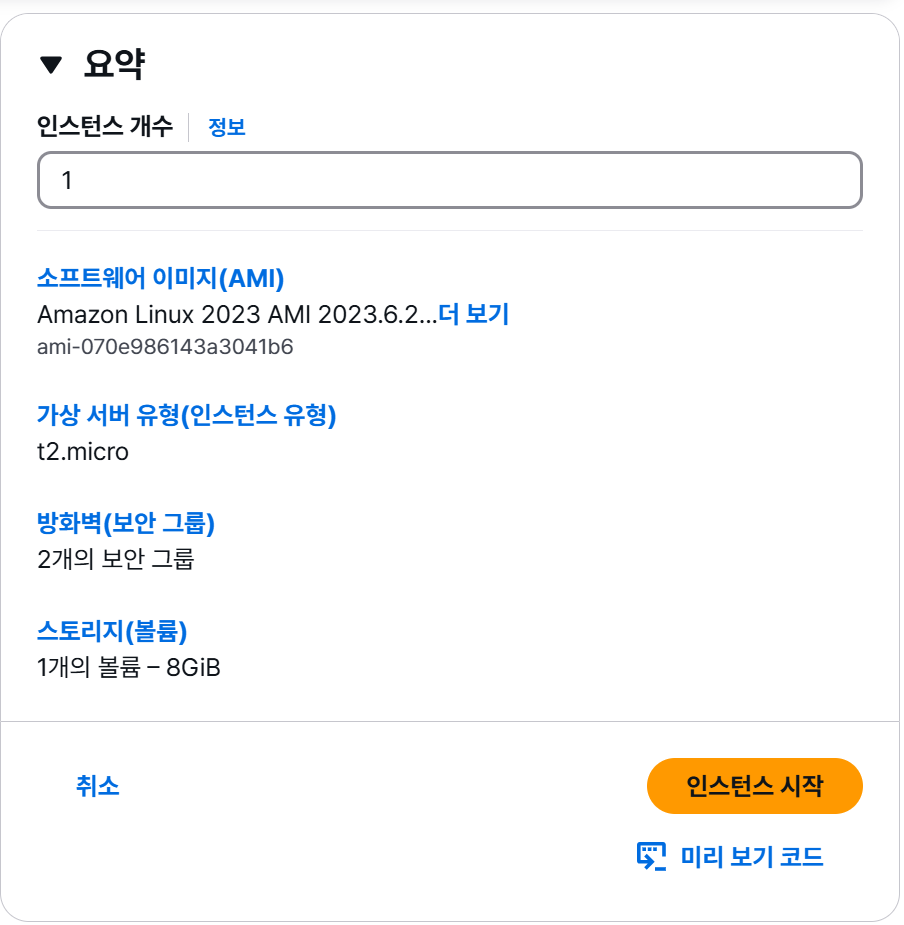 요약
인스턴스 개수 정보
1
소프트웨어 이미지(AMI)
Amazon Linux 2023 AMI 2023.6.2...더 보기
ami-070e986143a3041b6
가상 서버 유형(인스턴스 유형)
t2.micro
방화벽(보안 그룹)
2개의 보안 그룹
스토리지(볼륨)
1개의 볼륨 – 8GiB
취소
인스턴스 시작
미리 보기 코드